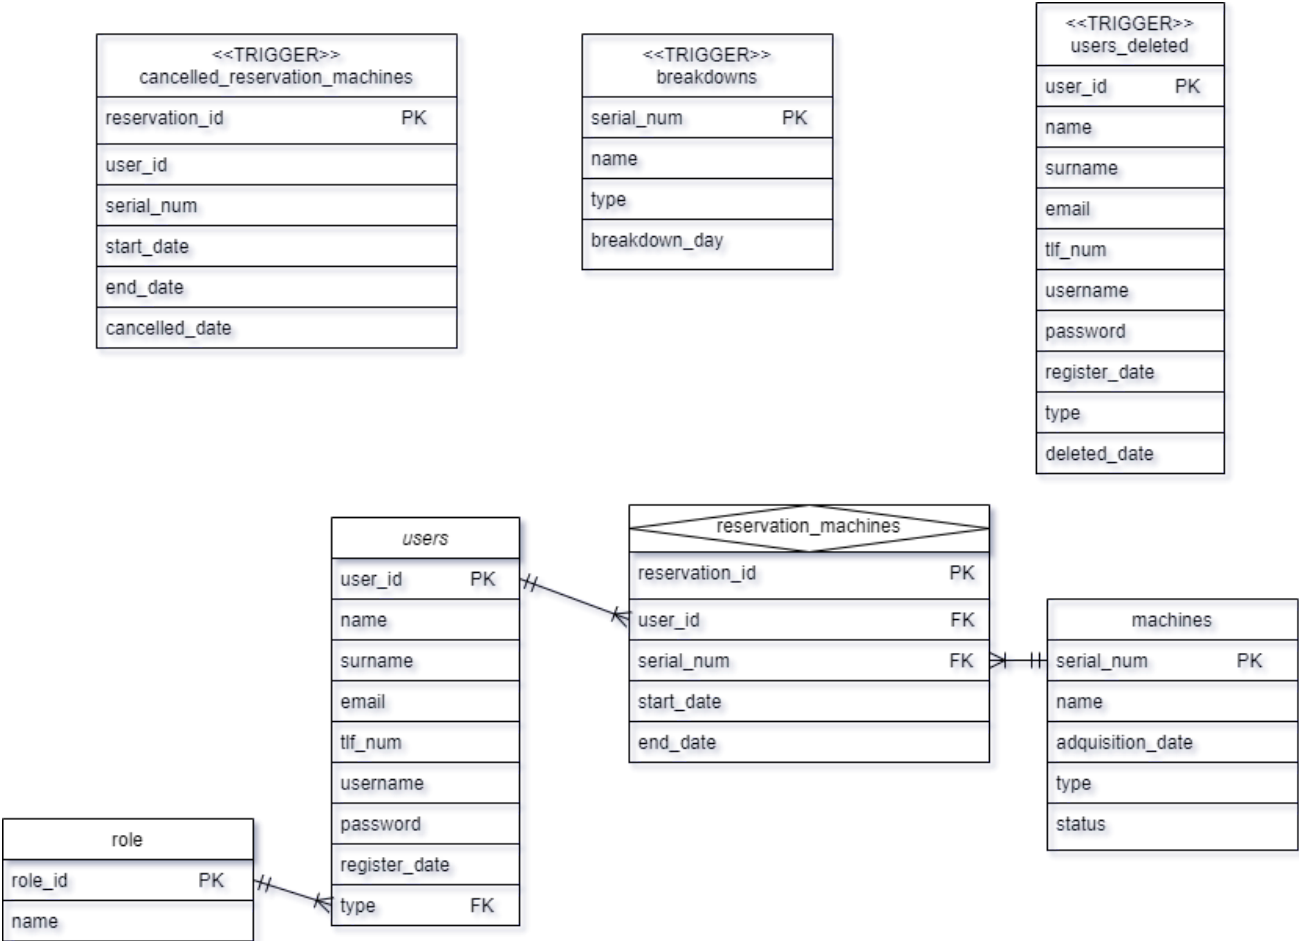 <<TRIGGER>>
cancelled_reservation_machines
reservation_id PK
user_id
serial_num
start_date
end_date
cancelled_date
<<TRIGGER>>
breakdowns
serial_num PK
name
type
breakdown_day
<<TRIGGER>>
users_deleted
user_id PK
name
surname
email
tlf_num
username
password
register_date
type
deleted_date
role
role_id PK
name
users
user_id PK
name
surname
email
tlf_num
username
password
register_date
type FK
reservation_machines
reservation_id PK
user_id FK
serial_num FK
start_date
end_date
machines
serial_num PK
name
adquisition_date
type
status